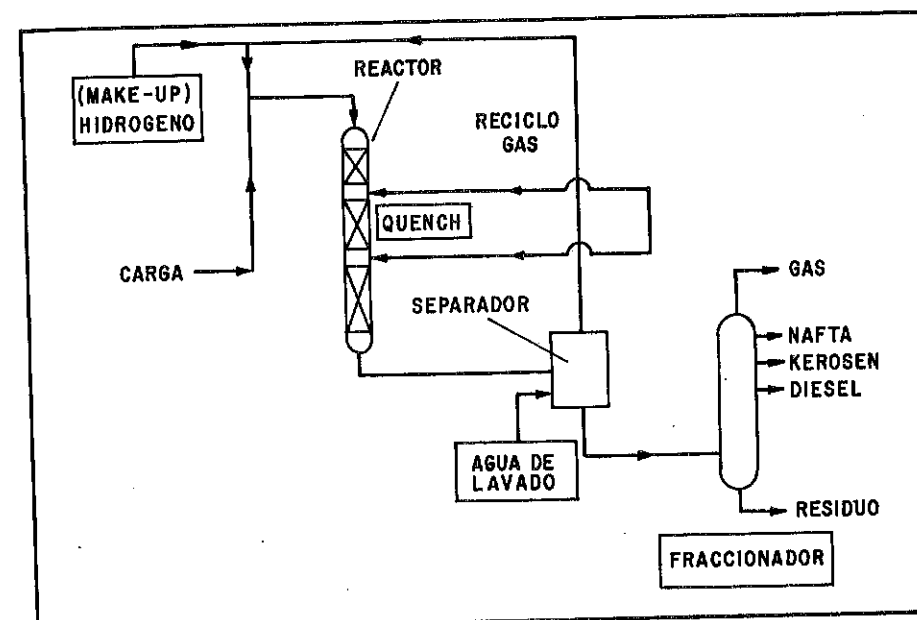 REACTOR
(MAKE-UP)
HIDROGENO
RECICLO
GAS
QUENCH
CARGA
GAS
SEPARADOR
NAFTA
KEROSEN
DIESEL
AGUA DE
LAVADO
RESIDUO
FRACCIONADOR